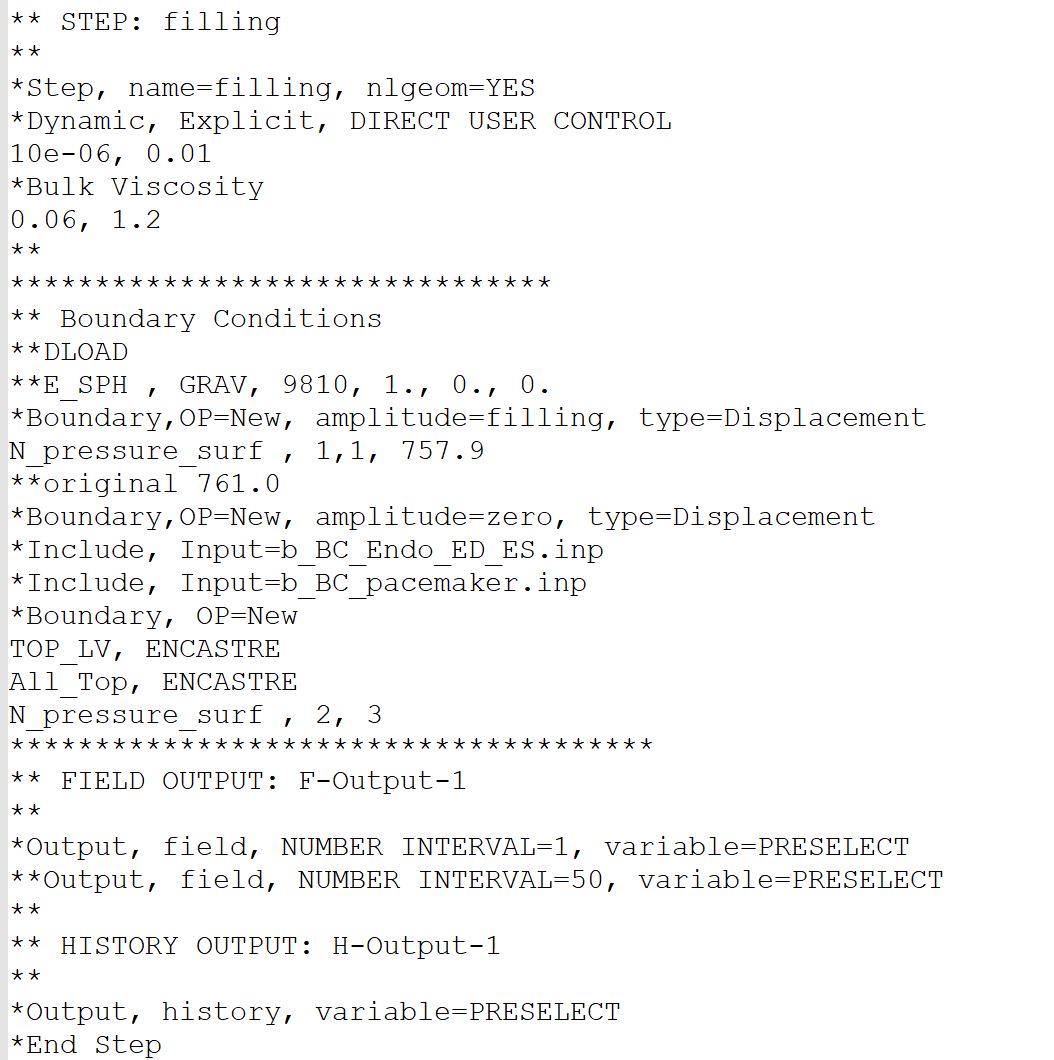 ** STEP: filling
**
*Step, name=filling, nlgeom=YES
*Dynamic, Explicit, DIRECT USER CONTROL
10e-06, 0.01
*Bulk Viscosity
0.06, 1.2
**
********************************
** Boundary Conditions
**DLOAD
**E_SPH , GRAV, 9810, 1., 0., 0.
*Boundary,OP=New, amplitude=filling, type=Displacement
N_pressure_surf , 1,1, 757.9
**original 761.0
*Boundary,OP=New, amplitude=zero, type=Displacement
*Include, Input=b_BC_Endo_ED_ES.inp
*Include, Input=b_BC_pacemaker.inp
*Boundary, OP=New
TOP_LV, ENCASTRE
All_Top, ENCASTRE
N_pressure_surf , 2, 3
**************************************
** FIELD OUTPUT: F-Output-1
**
*Output, field, NUMBER INTERVAL=1, variable=PRESELECT
**Output, field, NUMBER INTERVAL=50, variable=PRESELECT
**
** HISTORY OUTPUT: H-Output-1
**
*Output, history, variable=PRESELECT
*End Step